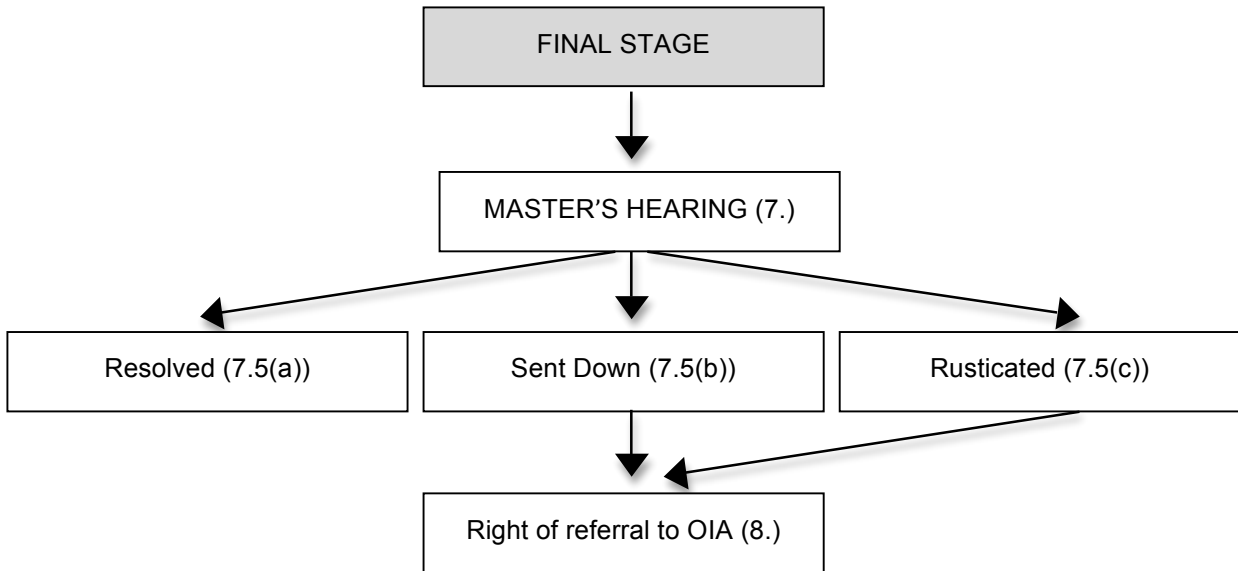 FINAL STAGE
MASTER’S HEARING (7.)
Resolved (7.5(a))
Sent Down (7.5(b))
Rusticated (7.5(c))
Right of referral to OIA (8.)